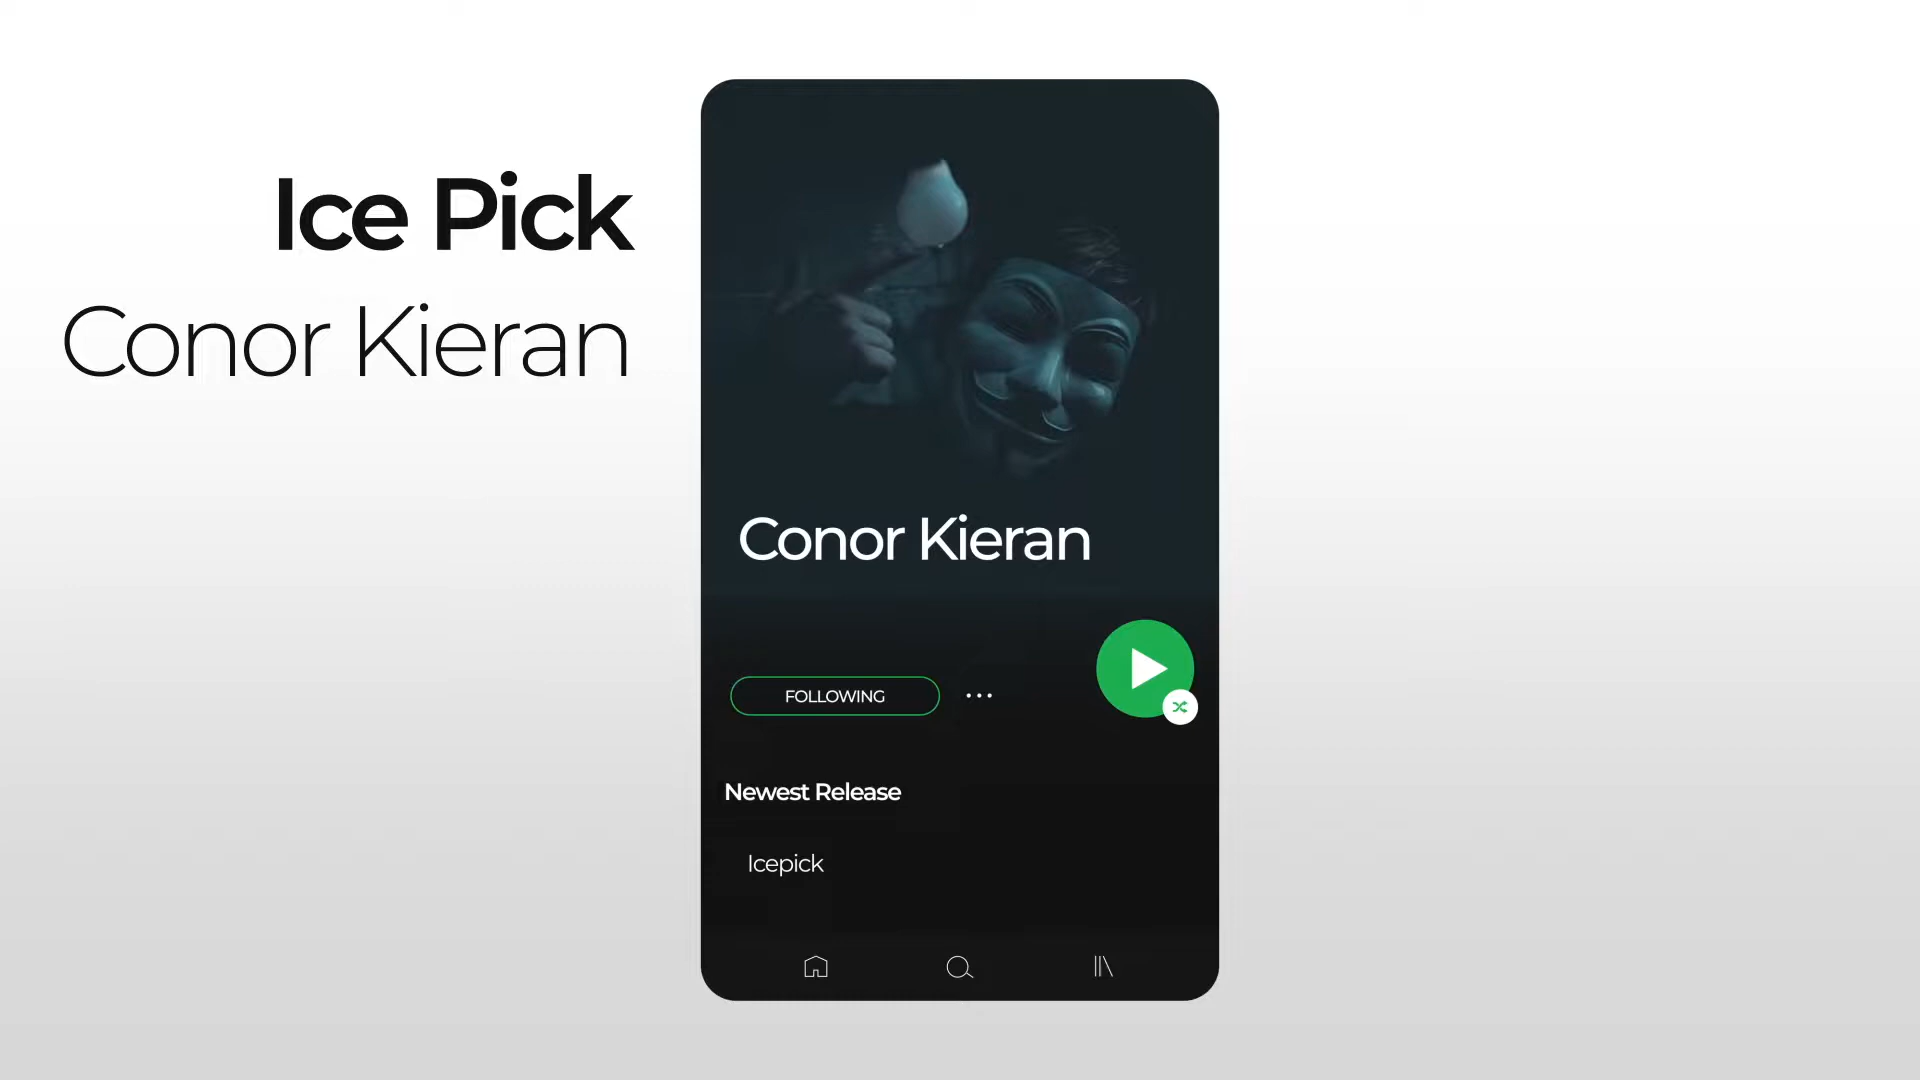 Ice Pick
Conor Kieran
Conor Kieran
FOLLOWING
Newest Release
Icepick